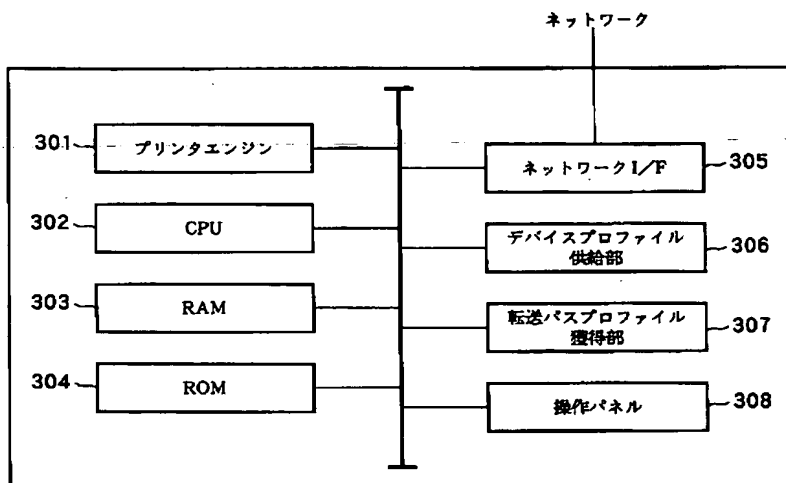 ネットワーク
301
プリンタエンジン
302
CPU
303
RAM
304
ROM
ネットワークI/F
305
デバイスプロファイル
供給部
306
転送パスプロファイル
獲得部
307
操作パネル
308